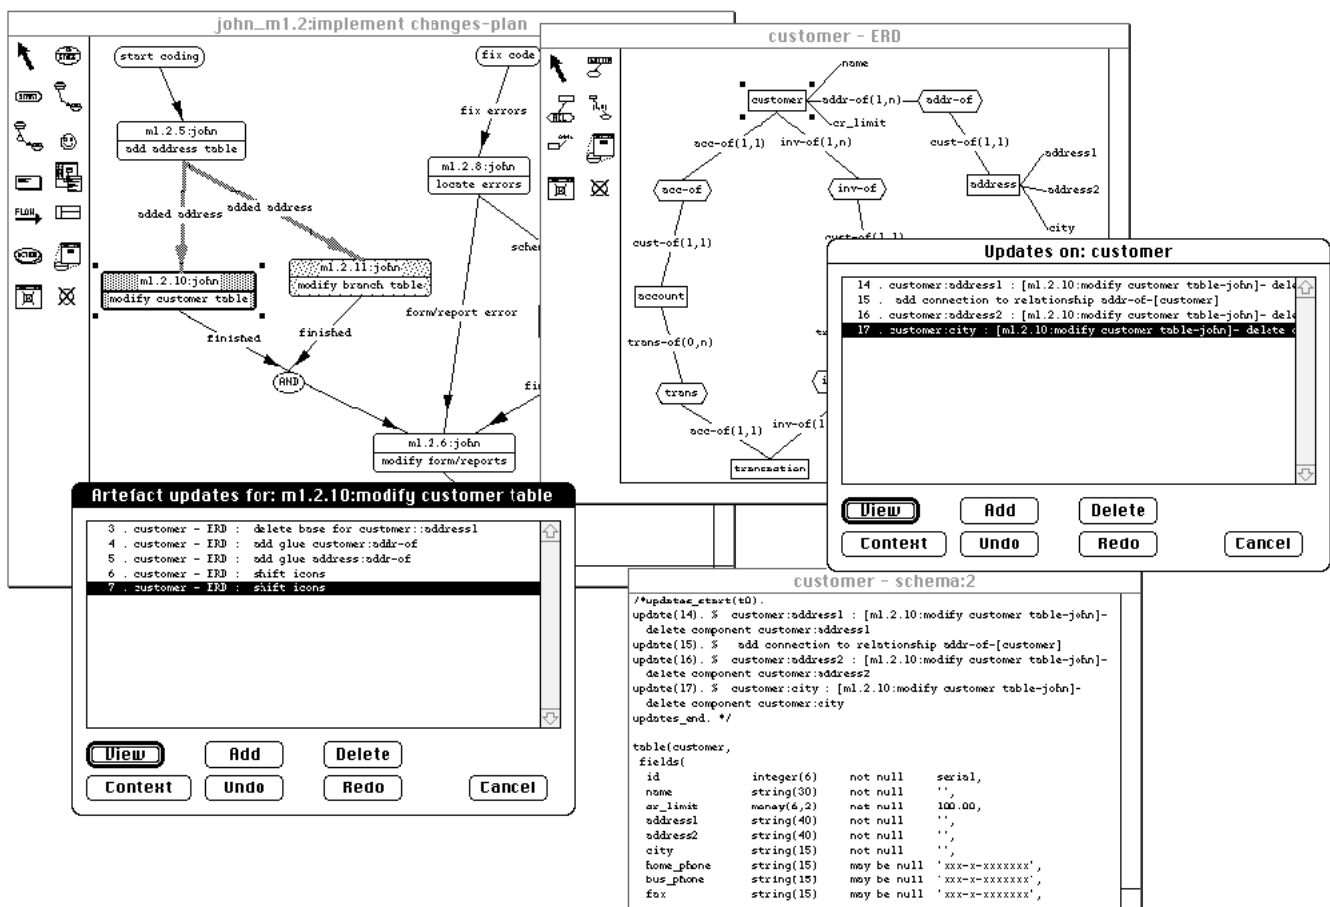 john_m1.2:implement changes-plan
start coding
fix code
START
fix errors
m1.2.5:john
add address table
m1.2.8:john
locate errors
FLOW
added address
added address
sche
ACTION
m1.2.10:john
modify customer table
m1.2.11:john
modify branch table
form/report error
finished
finished
AND
fi
m1.2.6:john
modify form/reports
customer - ERD
name
customer
addr-of(1,n)
addr-of
cr_limit
acc-of(1,1)
inv-of(1,n)
cust-of(1,1)
address1
acc-of
inv-of
address
address2
city
cust-of(1,1)
cust-of(1,1)
account
trans-of(0,n)
trans
acc-of(1,1)
inv-of(1
transaction
Updates on: customer
14 . customer:address1 : [m1.2.10:modify customer table-john]- dele
15 . add connection to relationship addr-of-[customer]
16 . customer:address2 : [m1.2.10:modify customer table-john]- dele
17 . customer:city : [m1.2.10:modify customer table-john]- delete c
View
Add
Delete
Context
Undo
Redo
Cancel
Artefact updates for: m1.2.10:modify customer table
3 . customer - ERD : delete base for customer::address1
4 . customer - ERD : add glue customer:addr-of
5 . customer - ERD : add glue address:addr-of
6 . customer - ERD : shift icons
7 . customer - ERD : shift icons
View
Add
Delete
Context
Undo
Redo
Cancel
customer - schema:2
/*updates_start(t0).
update(14). % customer:address1 : [m1.2.10:modify customer table-john]-
delete component customer:address1
update(15). % add connection to relationship addr-of-[customer]
update(16). % customer:address2 : [m1.2.10:modify customer table-john]-
delete component customer:address2
update(17). % customer:city : [m1.2.10:modify customer table-john]-
delete component customer:city
updates_end. */
table(customer,
fields(
id integer(6) not null serial,
name string(30) not null '',
cr_limit money(6,2) not null 100.00,
address1 string(40) not null '',
address2 string(40) not null '',
city string(15) not null '',
home_phone string(15) may be null 'xxx-x-xxxxxxx',
bus_phone string(15) may be null 'xxx-x-xxxxxxx',
fax string(15) may be null 'xxx-x-xxxxxxx',